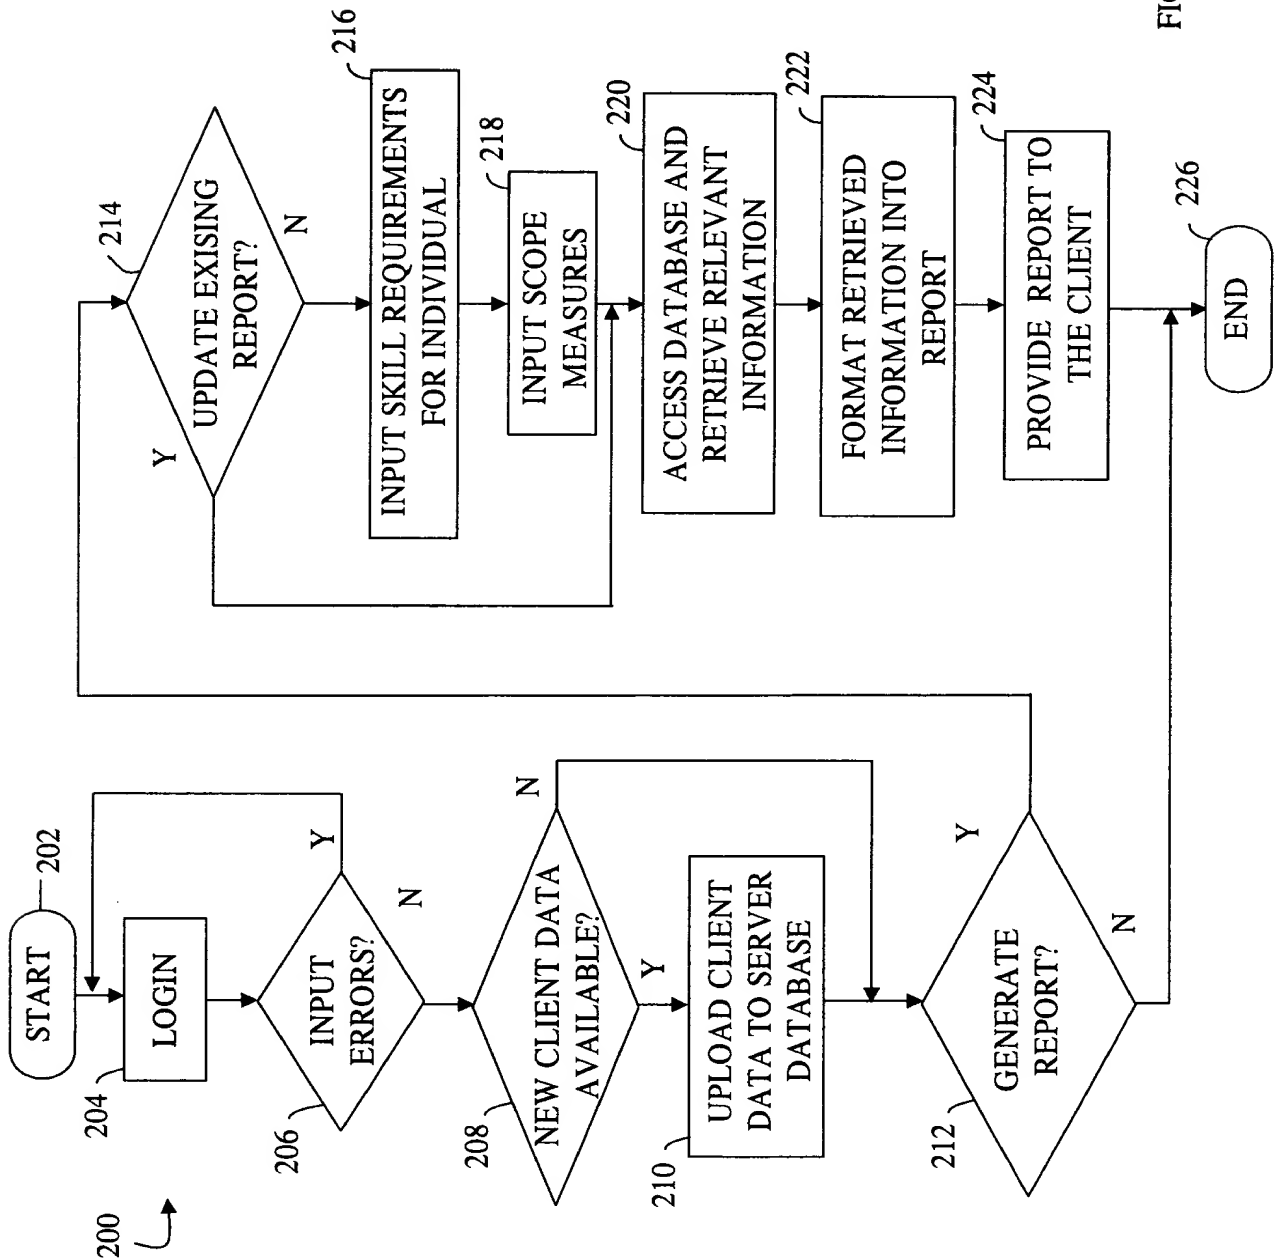 200
START
202
204
LOGIN
206
INPUT
ERRORS?
Y
N
208
NEW CLIENT DATA
AVAILABLE?
N
Y
210
UPLOAD CLIENT
DATA TO SERVER
DATABASE
212
GENERATE
REPORT?
Y
N
214
UPDATE EXISING
REPORT?
Y
N
216
INPUT SKILL REQUIREMENTS
FOR INDIVIDUAL
218
INPUT SCOPE
MEASURES
220
ACCESS DATABASE AND
RETRIEVE RELEVANT
INFORMATION
222
FORMAT RETRIEVED
INFORMATION INTO
REPORT
224
PROVIDE REPORT TO
THE CLIENT
226
END